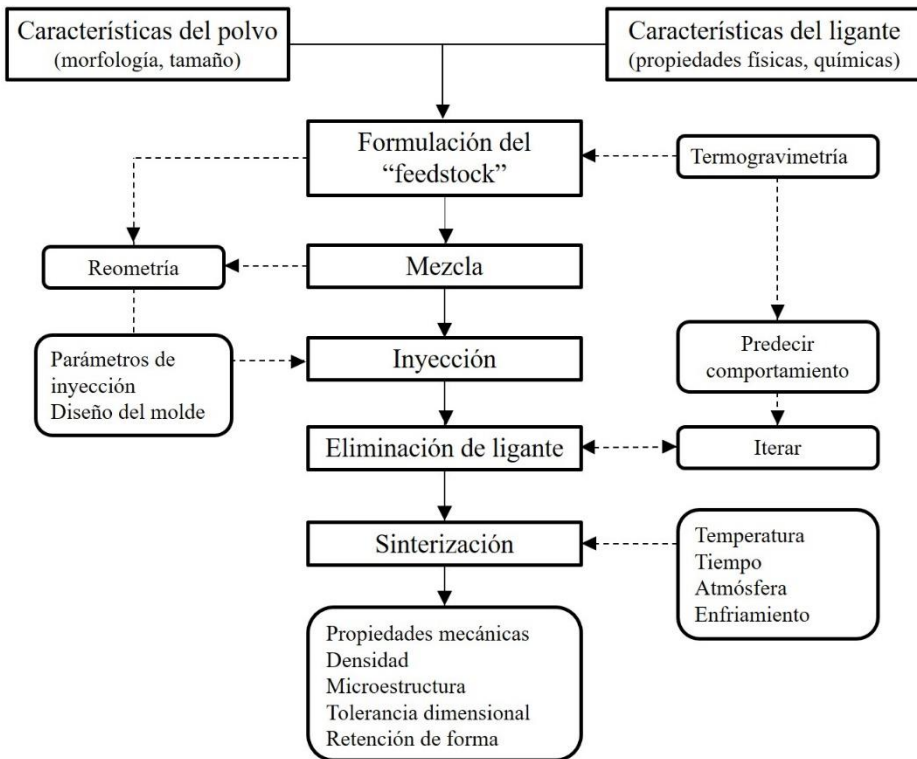 Características del polvo
(morfología, tamaño)
Características del ligante
(propiedades físicas, químicas)
Formulación del
“feedstock”
Termogravimetría
Reometría
Mezcla
Parámetros de
inyección
Diseño del molde
Inyección
Predecir
comportamiento
Eliminación de ligante
Iterar
Sinterización
Temperatura
Tiempo
Atmósfera
Enfriamiento
Propiedades mecánicas
Densidad
Microestructura
Tolerancia dimensional
Retención de forma